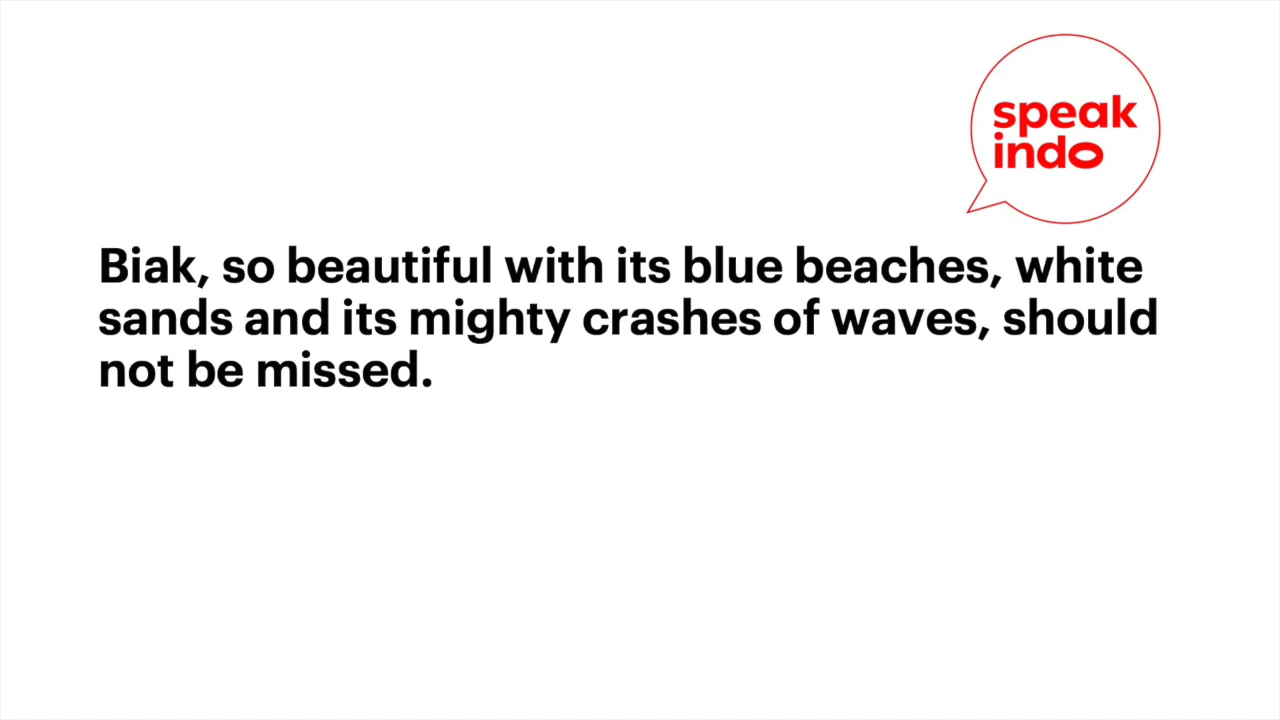 speak
indo
Biak, so beautiful with its blue beaches, white
sands and its mighty crashes of waves, should
not be missed.